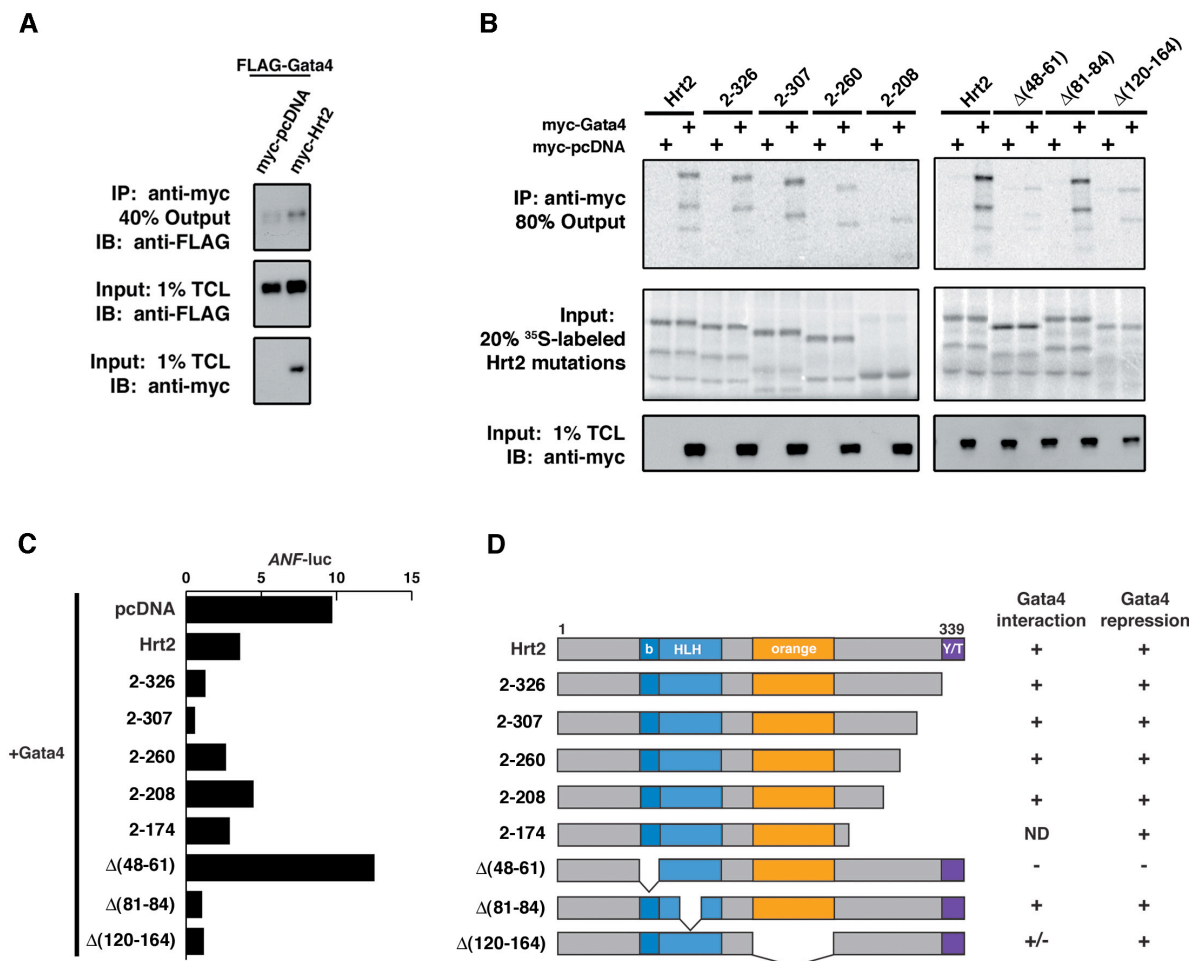 A
FLAG-Gata4
myc-pcDNA
myc-Hrt2
IP: anti-myc
40% Output
IB: anti-FLAG
Input: 1% TCL
IB: anti-FLAG
Input: 1% TCL
IB: anti-myc
B
Hrt2 2-326 2-307 2-260 2-208 Hrt2 Δ(48-61) Δ(81-84) Δ(120-164)
myc-Gata4 + + + + + + + + +
myc-pcDNA + + + + + + + + +
IP: anti-myc
80% Output
Input:
20% ³⁵S-labeled
Hrt2 mutations
Input: 1% TCL
IB: anti-myc
C
ANF-luc
0 5 10 15
+Gata4
pcDNA
Hrt2
2-326
2-307
2-260
2-208
2-174
Δ(48-61)
Δ(81-84)
Δ(120-164)
D
Gata4 interaction
Gata4 repression
1 339
Hrt2 b HLH orange Y/T + +
2-326 + +
2-307 + +
2-260 + +
2-208 + +
2-174 ND +
Δ(48-61) - -
Δ(81-84) + +
Δ(120-164) +/- +